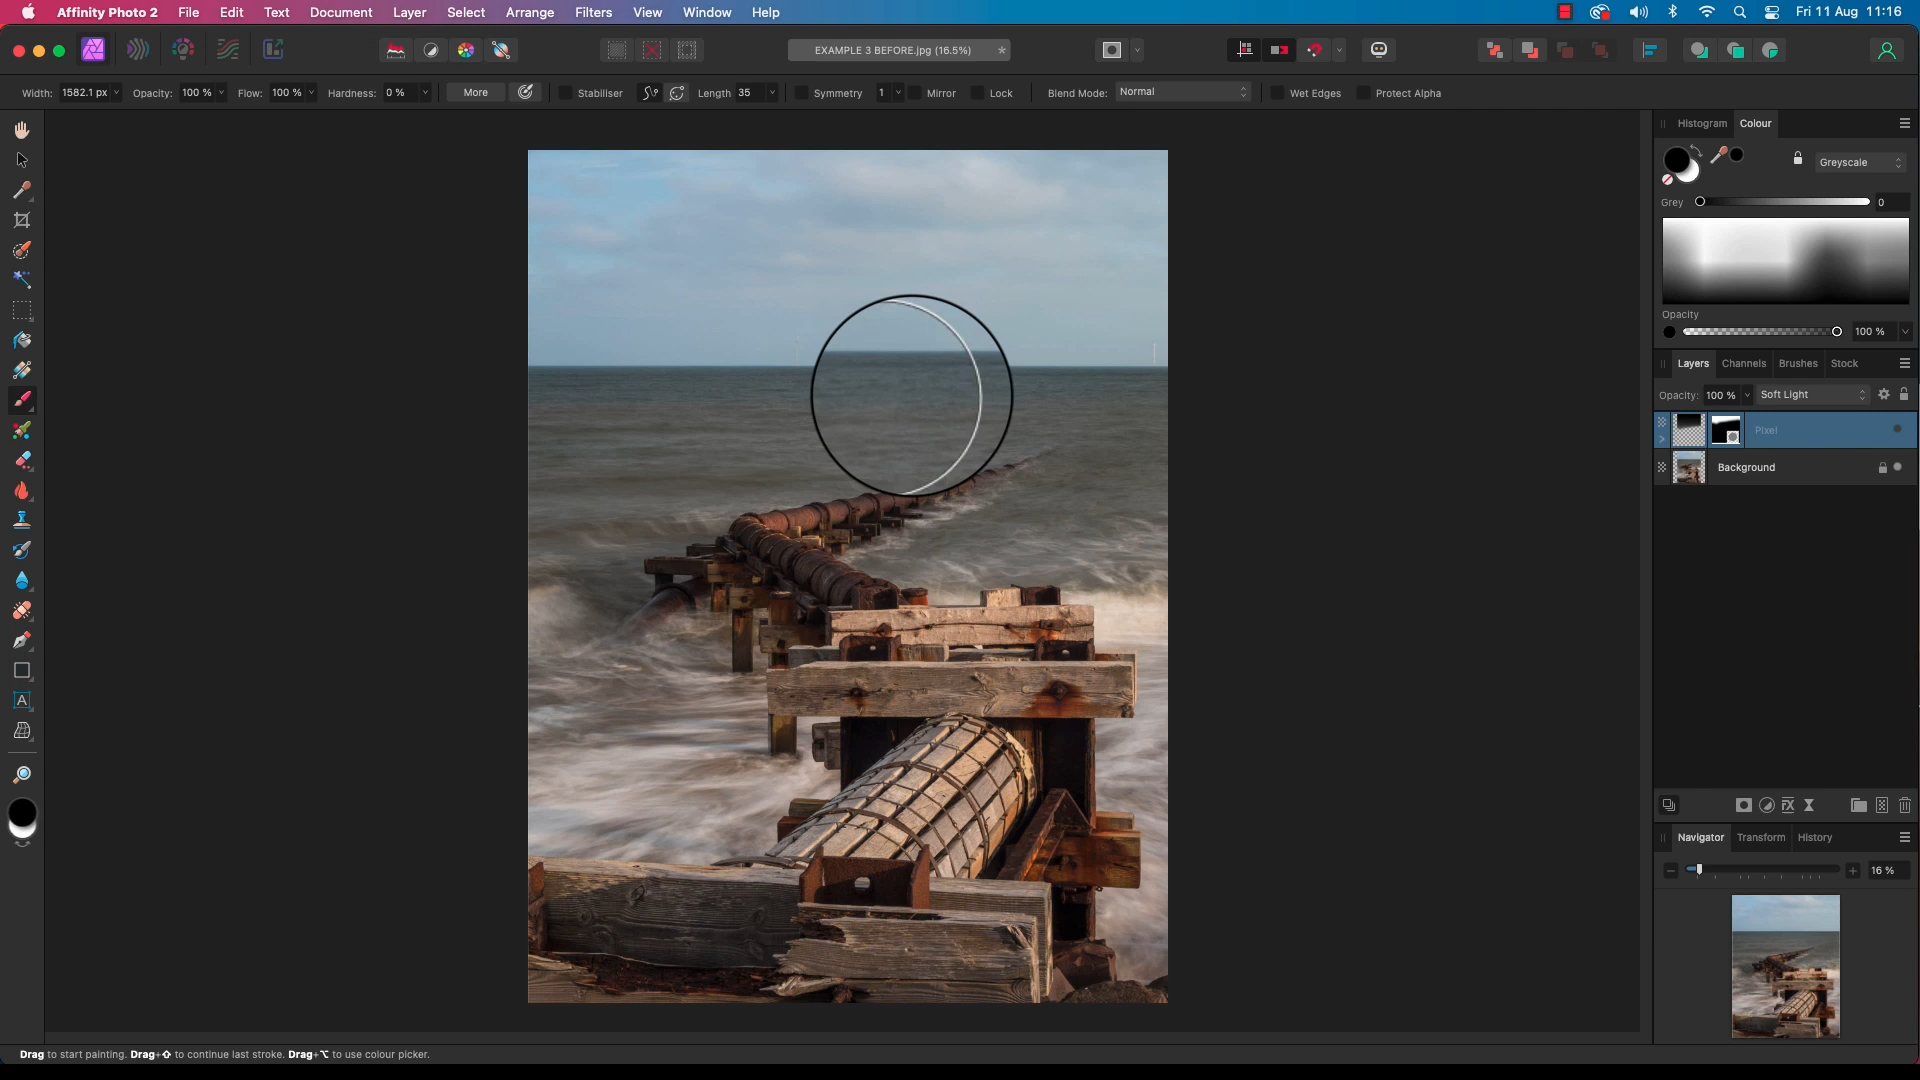 Affinity Photo 2 File Edit Text Document Layer Select Arrange Filters View Window Help Fri 11 Aug 11:16
EXAMPLE 3 BEFORE.jpg (16.5%)
Width: 1582.1 px Opacity: 100 % Flow: 100 % Hardness: 0 % More Stabiliser Length 35 Symmetry 1 Mirror Lock Blend Mode: Normal Wet Edges Protect Alpha
Histogram Colour
Greyscale
Grey 0
Opacity
100 %
Layers Channels Brushes Stock
Opacity: 100 % Soft Light
Pixel
Background
Navigator Transform History
16 %
A
Drag to start painting. Drag+⇧ to continue last stroke. Drag+⌥ to use colour picker.